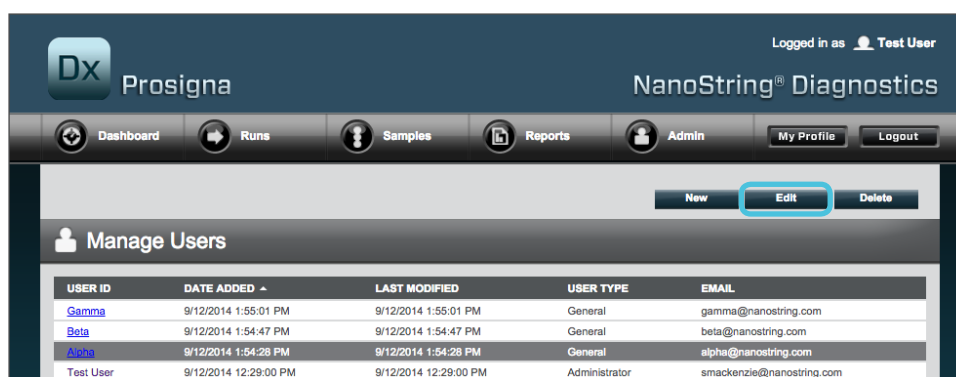 Logged in as Test User
Dx Prosigna
NanoString® Diagnostics
Dashboard Runs Samples Reports Admin My Profile Logout
New Edit Delete
Manage Users
USER ID DATE ADDED LAST MODIFIED USER TYPE EMAIL
Gamma 9/12/2014 1:55:01 PM 9/12/2014 1:55:01 PM General gamma@nanostring.com
Beta 9/12/2014 1:54:47 PM 9/12/2014 1:54:47 PM General beta@nanostring.com
Alpha 9/12/2014 1:54:28 PM 9/12/2014 1:54:28 PM General alpha@nanostring.com
Test User 9/12/2014 12:29:00 PM 9/12/2014 12:29:00 PM Administrator smackenzie@nanostring.com